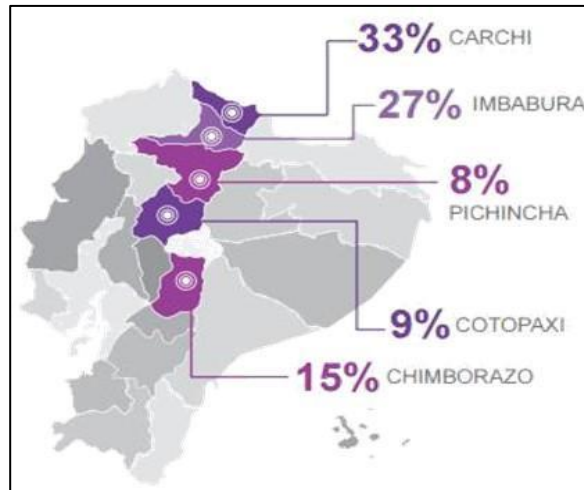 33% CARCHI
27% IMBABURA
8%
PICHINCHA
9% COTOPAXI
15% CHIMBORAZO